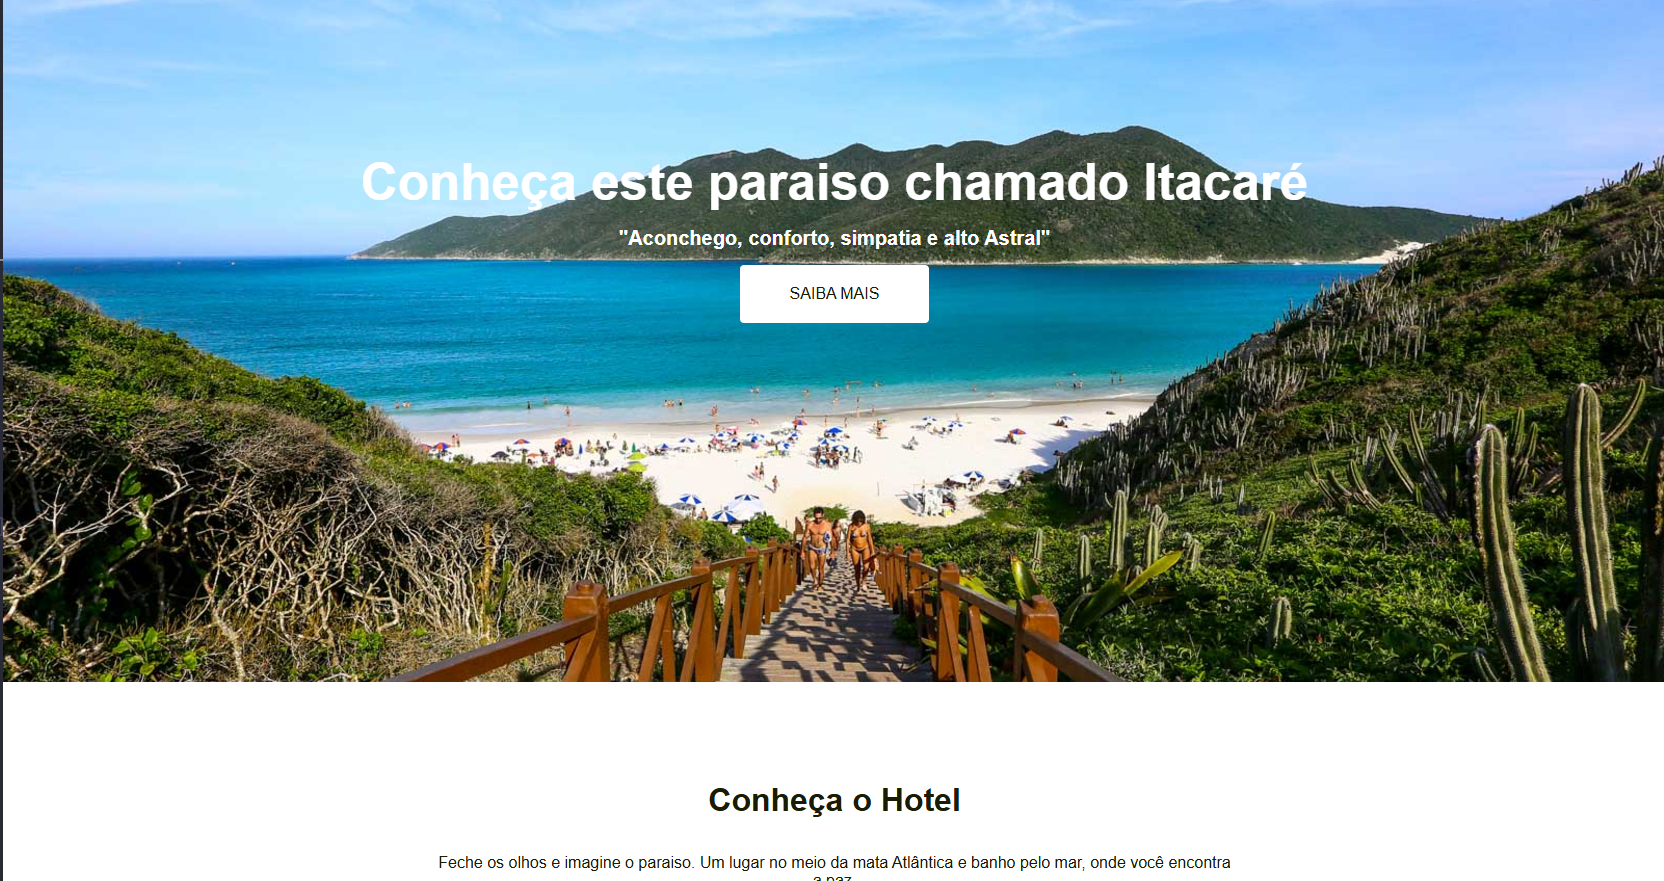 Conheça este paraiso chamado Itacaré
"Aconchego, conforto, simpatia e alto Astral"
SAIBA MAIS
Conheça o Hotel
Feche os olhos e imagine o paraiso. Um lugar no meio da mata Atlântica e banho pelo mar, onde você encontra
a paz